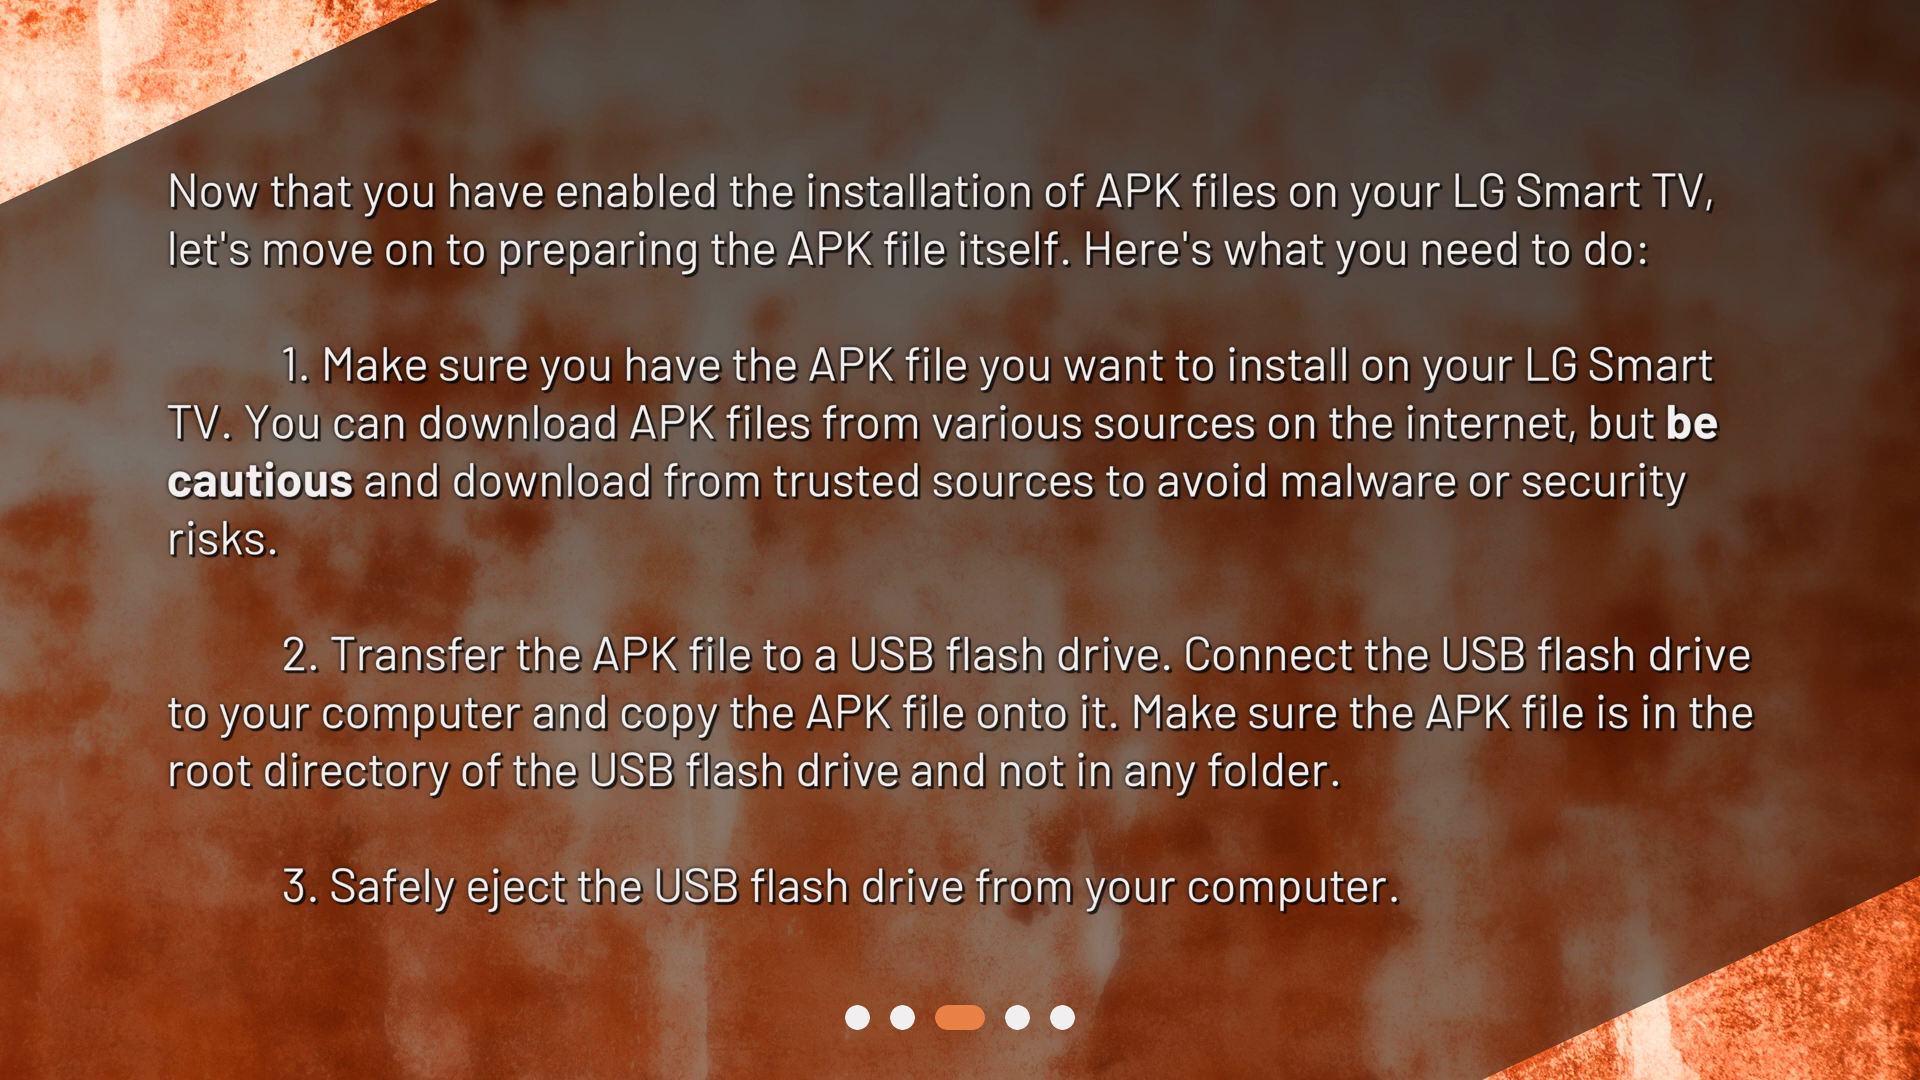 Now that you have enabled the installation of APK files on your LG Smart TV,
let's move on to preparing the APK file itself. Here's what you need to do:
1. Make sure you have the APK file you want to install on your LG Smart
TV. You can download APK files from various sources on the internet, but be
cautious and download from trusted sources to avoid malware or security
risks.
2. Transfer the APK file to a USB flash drive. Connect the USB flash drive
to your computer and copy the APK file onto it. Make sure the APK file is in the
root directory of the USB flash drive and not in any folder.
3. Safely eject the USB flash drive from your computer.